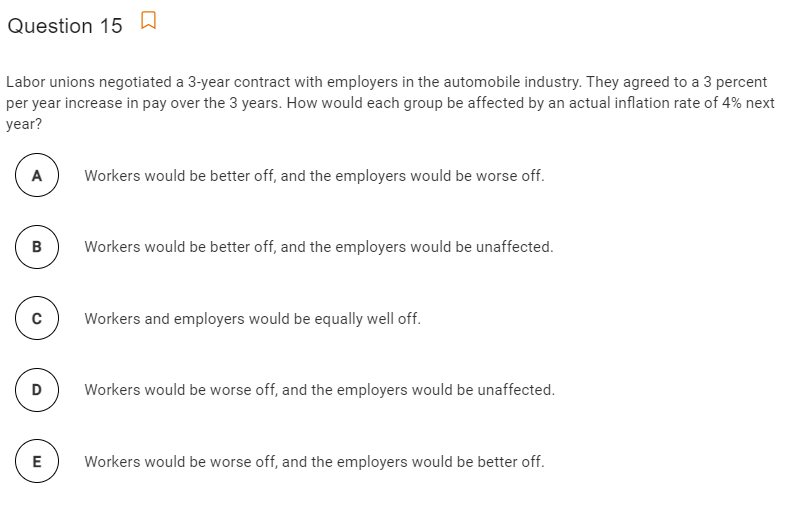 Question 15
Labor unions negotiated a 3-year contract with employers in the automobile industry. They agreed to a 3 percent
per year increase in pay over the 3 years. How would each group be affected by an actual inflation rate of 4% next
year?
A Workers would be better off, and the employers would be worse off.
B Workers would be better off, and the employers would be unaffected.
C Workers and employers would be equally well off.
D Workers would be worse off, and the employers would be unaffected.
E Workers would be worse off, and the employers would be better off.